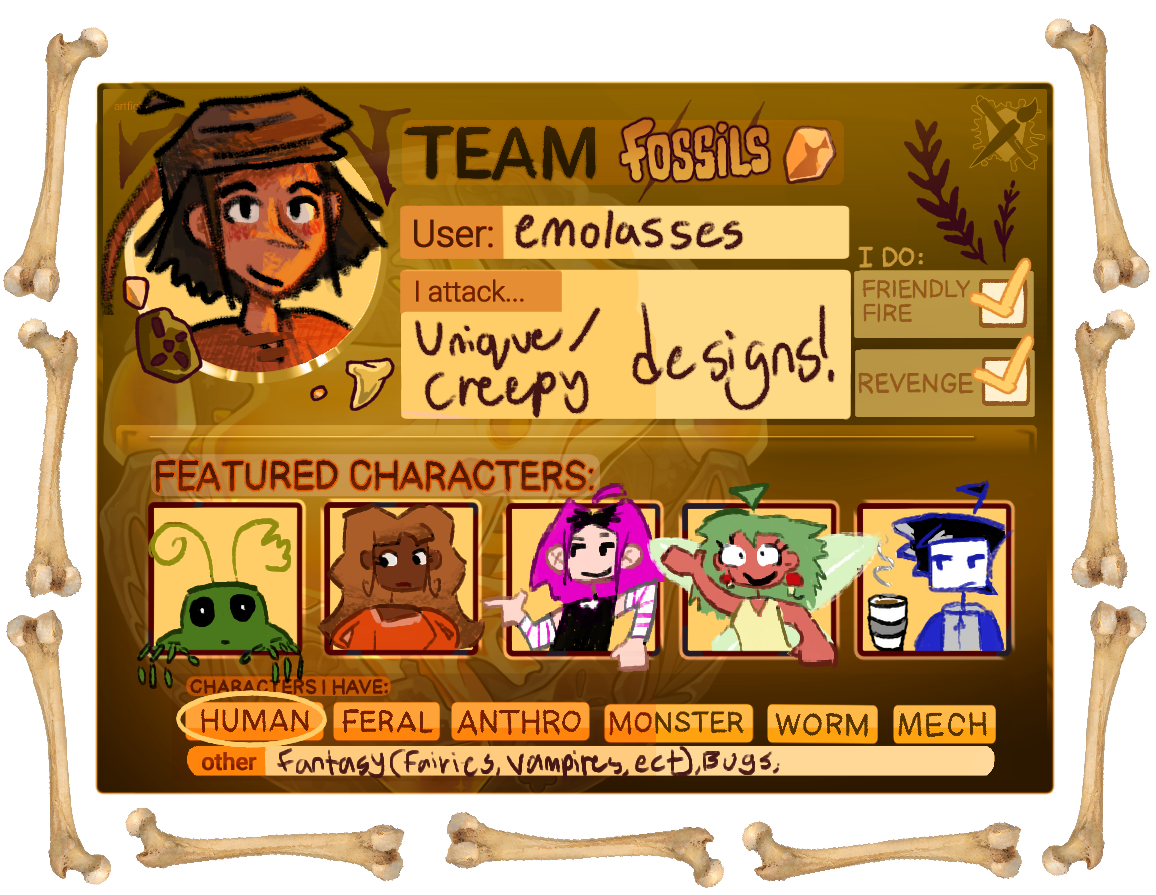 TEAM FOSSILS
User: emolasses
I attack...
Unique/
creepy
designs!
I DO:
FRIENDLY
FIRE
REVENGE
FEATURED CHARACTERS:
CHARACTERS I HAVE:
HUMAN FERAL ANTHRO MONSTER WORM MECH
other Fantasy(fairies, vampires, ect), Bugs,